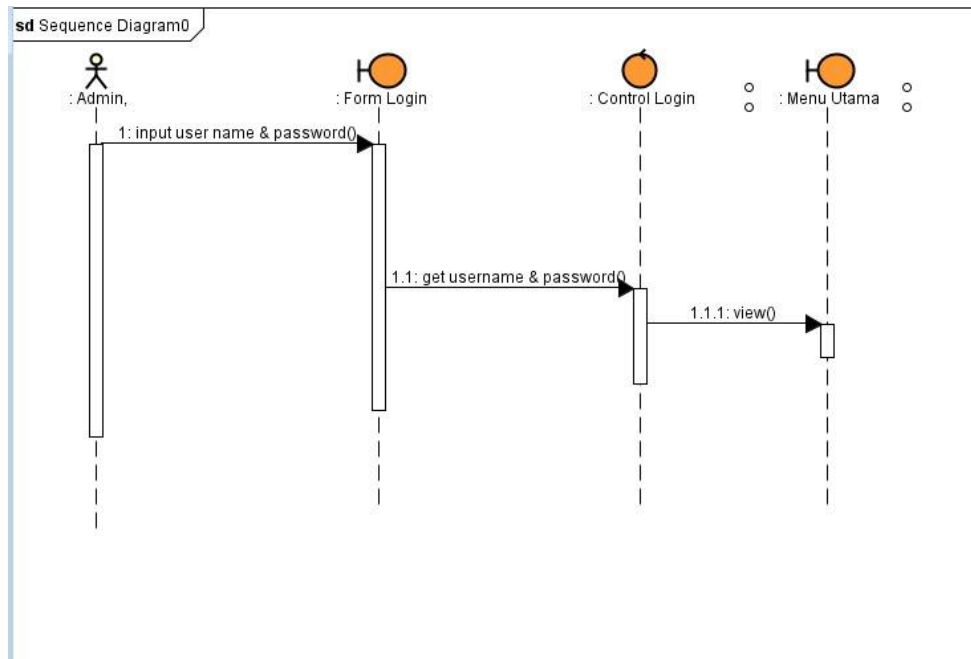 sd Sequence Diagram0
: Admin,
: Form Login
: Control Login
: Menu Utama
1: input user name & password()
1.1: get username & password()
1.1.1: view()